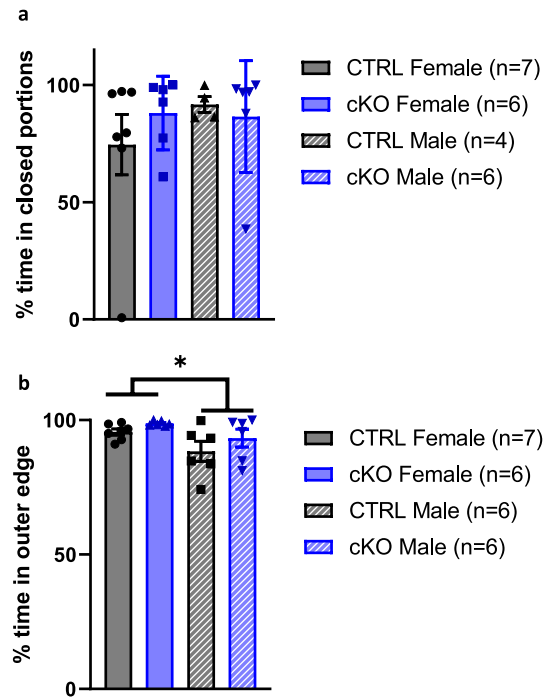 a
% time in closed portions
100
50
0
CTRL Female (n=7)
cKO Female (n=6)
CTRL Male (n=4)
cKO Male (n=6)
b
*
% time in outer edge
100
50
0
CTRL Female (n=7)
cKO Female (n=6)
CTRL Male (n=6)
cKO Male (n=6)